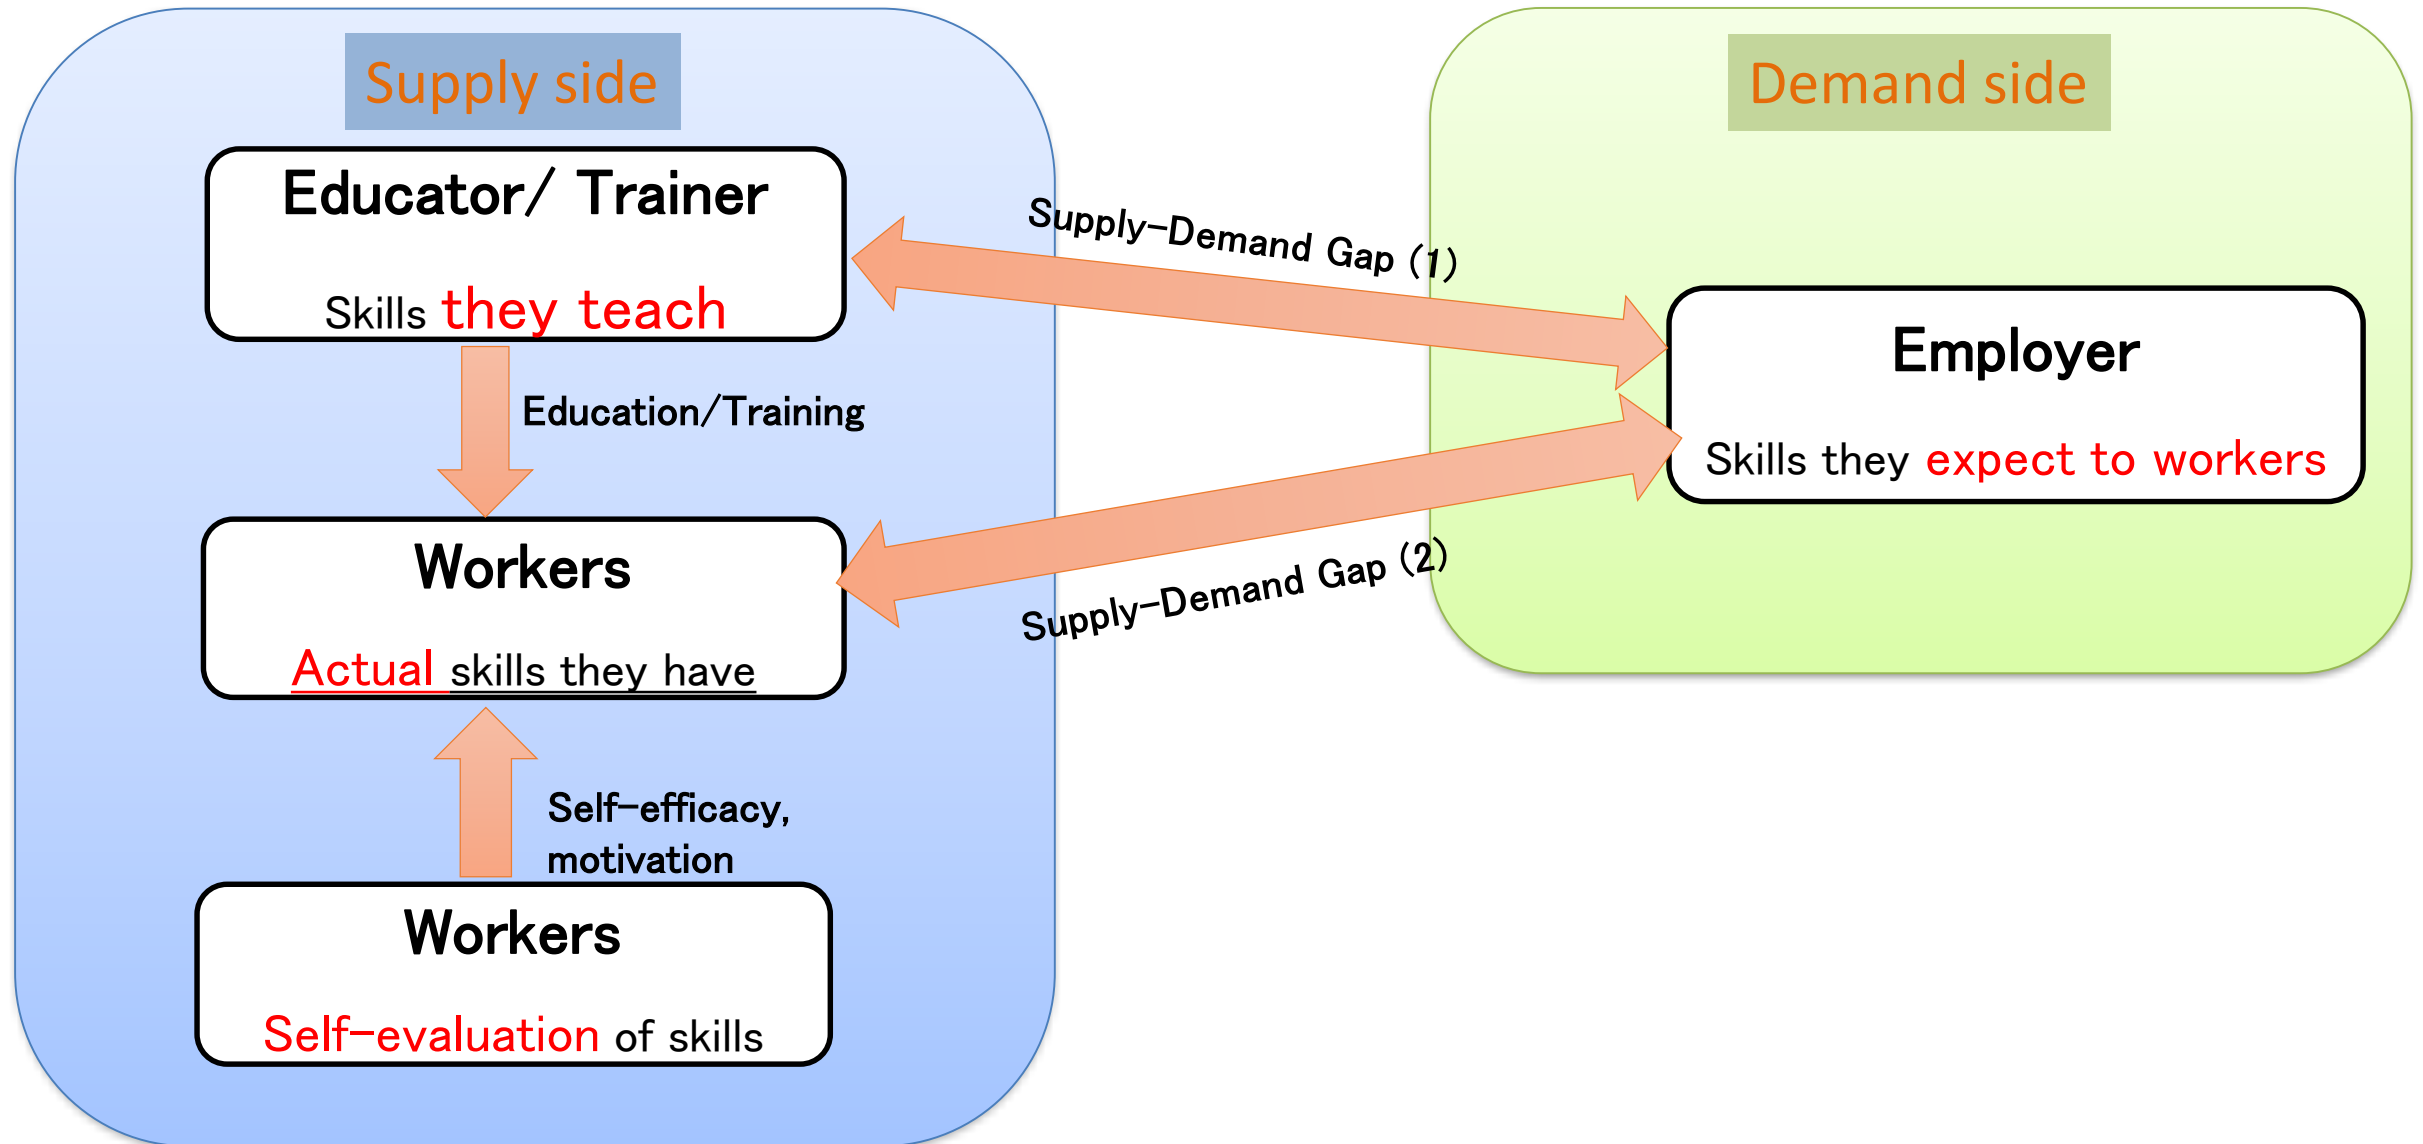 Supply side
Educator/ Trainer
Skills they teach
Education/Training
Workers
Actual skills they have
Self-efficacy,
motivation
Workers
Self-evaluation of skills
Supply-Demand Gap (1)
Supply-Demand Gap (2)
Demand side
Employer
Skills they expect to workers